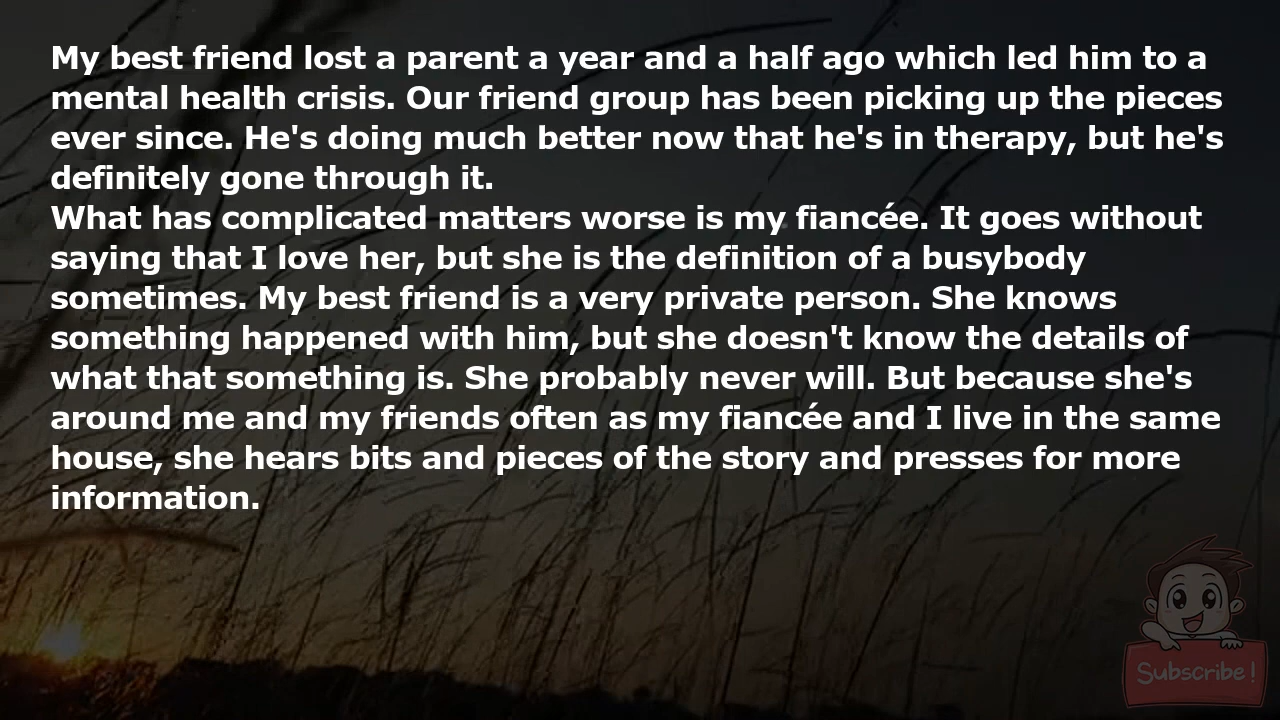 My best friend lost a parent a year and a half ago which led him to a
mental health crisis. Our friend group has been picking up the pieces
ever since. He's doing much better now that he's in therapy, but he's
definitely gone through it.
What has complicated matters worse is my fiancée. It goes without
saying that I love her, but she is the definition of a busybody
sometimes. My best friend is a very private person. She knows
something happened with him, but she doesn't know the details of
what that something is. She probably never will. But because she's
around me and my friends often as my fiancée and I live in the same
house, she hears bits and pieces of the story and presses for more
information.
Subscribe!